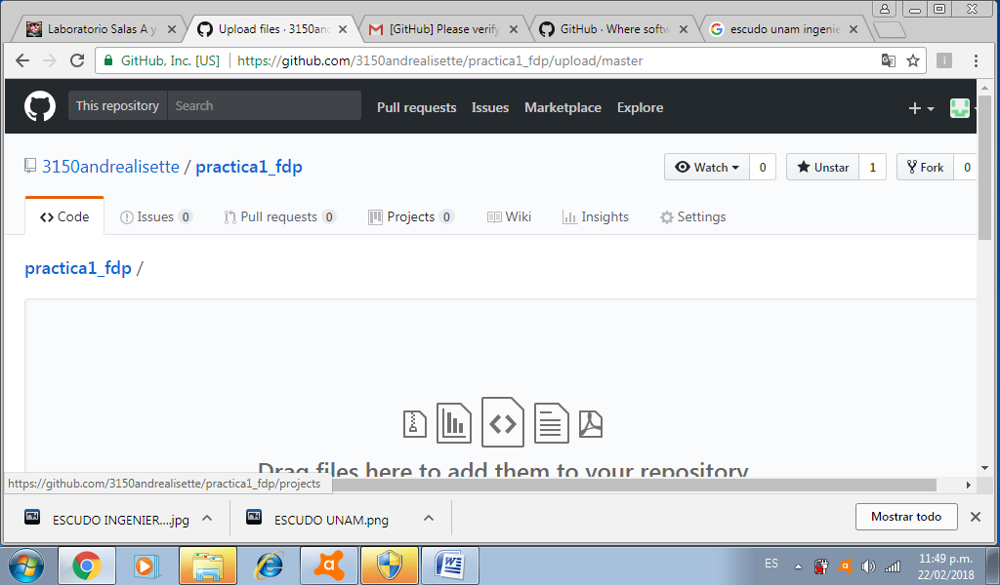 Laboratorio Salas A y
Upload files · 3150an
[GitHub] Please verify
GitHub · Where softw
escudo unam ingenie
GitHub, Inc. [US]
https://github.com/3150andrealisette/practica1_fdp/upload/master
This repository
Search
Pull requests
Issues
Marketplace
Explore
3150andrealisette / practica1_fdp
Watch
0
Unstar
1
Fork
0
Code
Issues 0
Pull requests 0
Projects 0
Wiki
Insights
Settings
practica1_fdp /
Drag files here to add them to your repository
https://github.com/3150andrealisette/practica1_fdp/projects
ESCUDO INGENIER....jpg
ESCUDO UNAM.png
Mostrar todo
ES
11:49 p.m.
22/02/2018